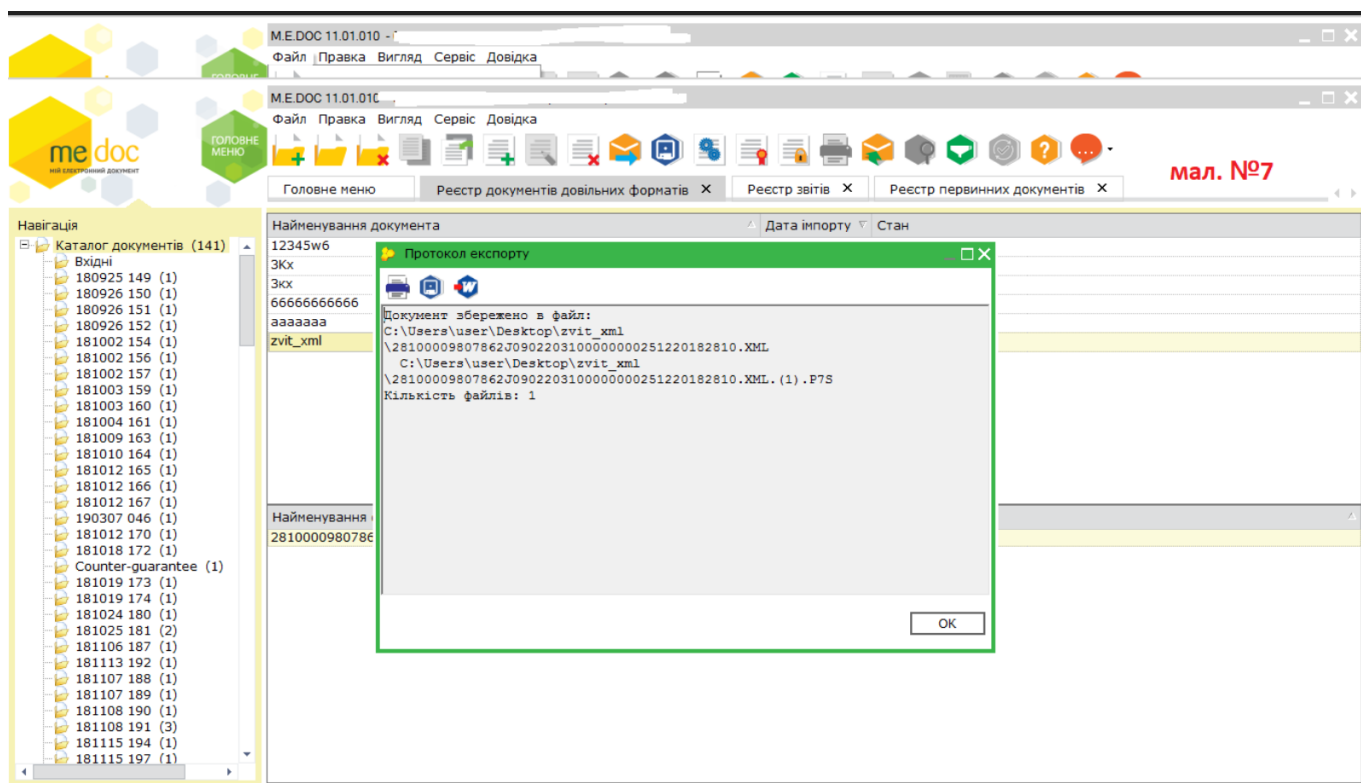 M.E.DOC 11.01.010 -
Файл Правка Вигляд Сервіс Довідка
M.E.DOC 11.01.010
Файл Правка Вигляд Сервіс Довідка
me doc
МІЙ ЕЛЕКТРОННИЙ ДОКУМЕНТ
ГОЛОВНЕ
МЕНЮ
мал. №7
Головне меню Реєстр документів довільних форматів X Реєстр звітів X Реєстр первинних документів X
Навігація
Каталог документів (141)
Вхідні
180925 149 (1)
180926 150 (1)
180926 151 (1)
180926 152 (1)
181002 154 (1)
181002 156 (1)
181002 157 (1)
181003 159 (1)
181003 160 (1)
181004 161 (1)
181009 163 (1)
181010 164 (1)
181012 165 (1)
181012 166 (1)
181012 167 (1)
190307 046 (1)
181012 170 (1)
181018 172 (1)
Counter-guarantee (1)
181019 173 (1)
181019 174 (1)
181024 180 (1)
181025 181 (2)
181106 187 (1)
181113 192 (1)
181107 188 (1)
181107 189 (1)
181108 190 (1)
181108 191 (3)
181115 194 (1)
181115 197 (1)
Найменування документа Дата імпорту Стан
12345w6
ЗКх
Зкх
66666666666
ааааааа
zvit_xml
Протокол експорту
Документ збережено в файл:
C:\Users\user\Desktop\zvit_xml
\28100009807862J0902203100000000251220182810.XML
C:\Users\user\Desktop\zvit_xml
\28100009807862J0902203100000000251220182810.XML.(1).P7S
Кількість файлів: 1
OK
Найменування
2810000980786